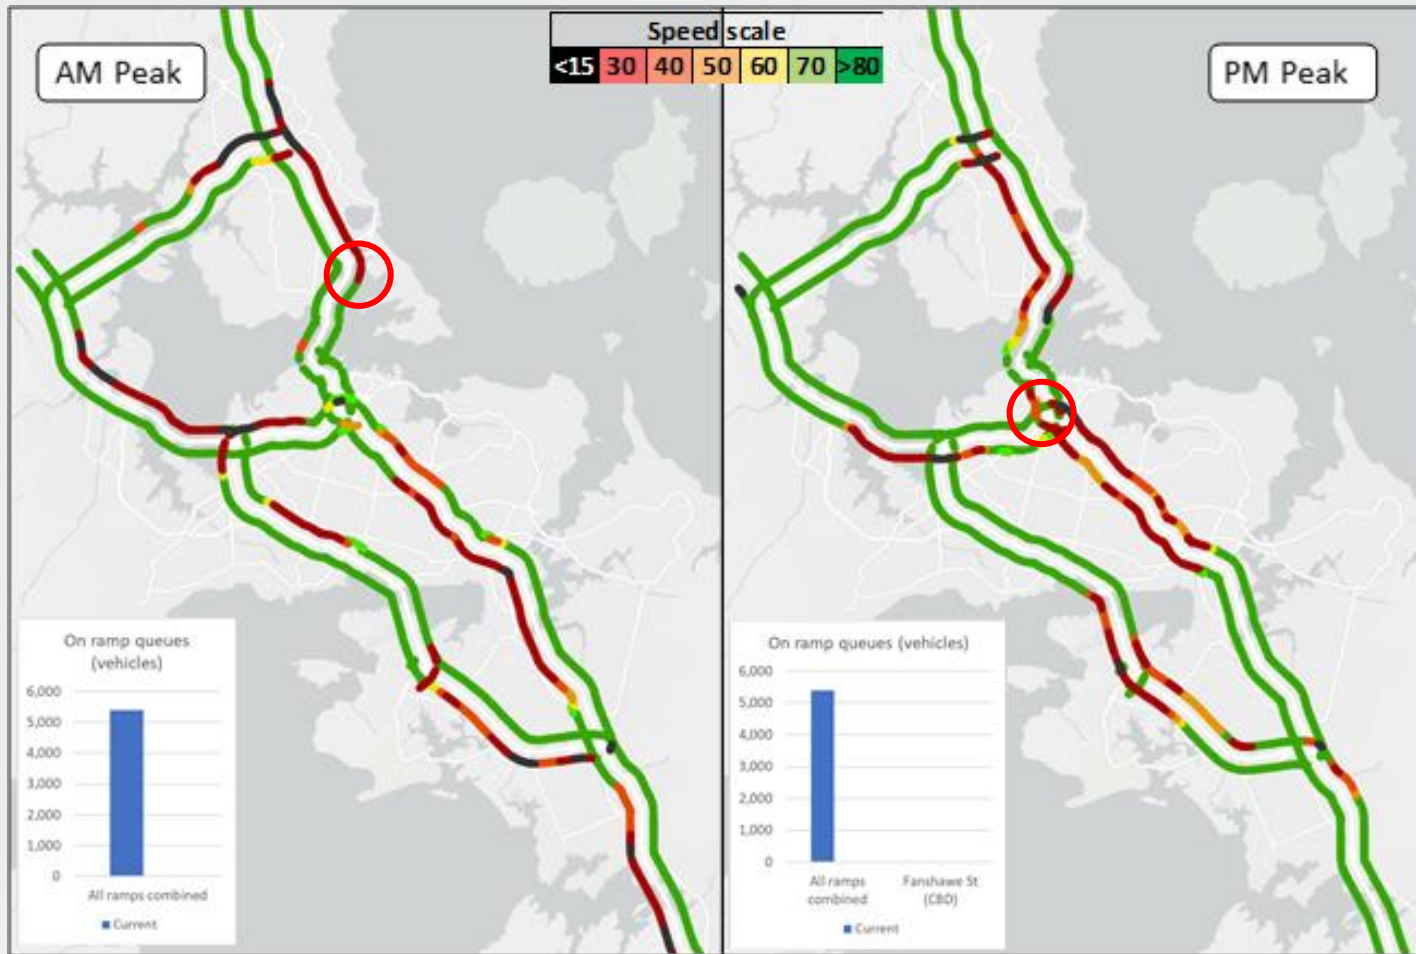 AM Peak
Speed scale
<15 30 40 50 60 70 >80
PM Peak
On ramp queues
(vehicles)
6,000
5,000
4,000
3,000
2,000
1,000
0
All ramps combined
Current
On ramp queues (vehicles)
6,000
5,000
4,000
3,000
2,000
1,000
0
All ramps
combined
Fanshawe St
(CBD)
Current